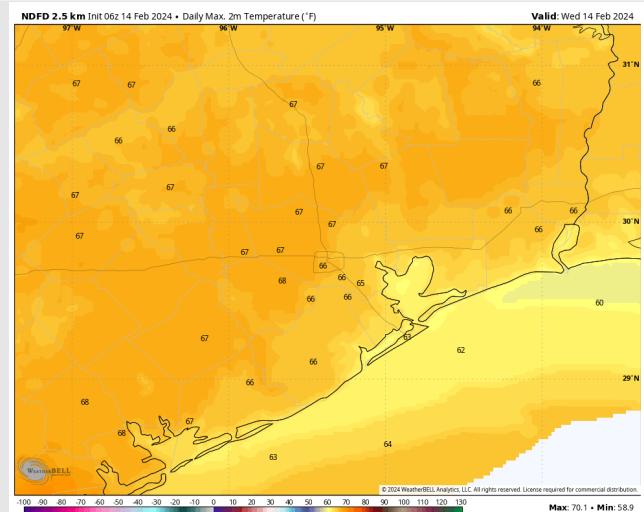 NDFD 2.5 km Init 06z 14 Feb 2024 • Daily Max. 2m Temperature (°F) Valid: Wed 14 Feb 2024
97°W 96°W 95°W 94°W
31°N
67 67 66
67
66 66
67 67
67 67
67 66 66
67 30°N
66
67 67 67
66
68 66 65
66 66
60
67 63
62
66
29°N
66
68
67
68
64
63
WEATHERBELL
© 2024 WeatherBELL Analytics, LLC. All rights reserved. License required for commercial distribution.
-100 -90 -80 -70 -60 -50 -40 -30 -20 -10 0 10 20 30 40 50 60 70 80 90 100 110 120 130
Max: 70.1 • Min: 58.9